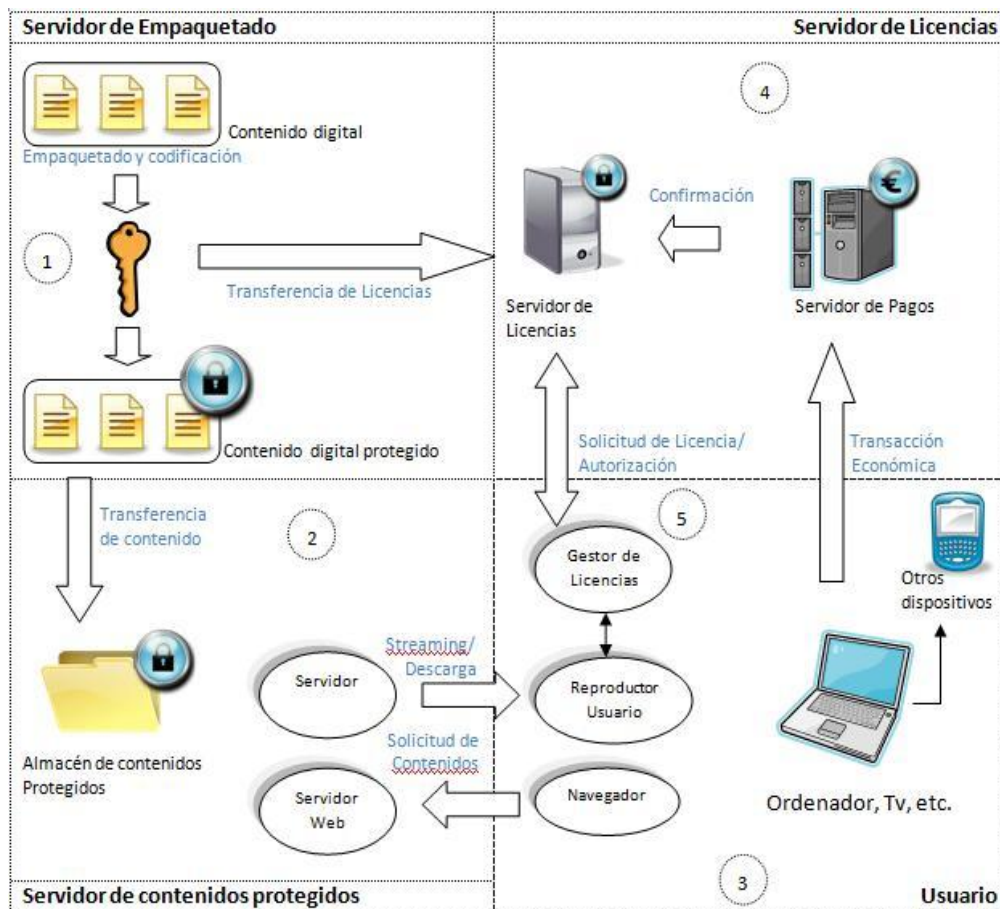 Servidor de Empaquetado
Servidor de Licencias
Contenido digital
Empaquetado y codificación
1
Transferencia de Licencias
Contenido digital protegido
4
Confirmación
€
Servidor de
Licencias
Servidor de Pagos
Solicitud de Licencia/
Autorización
Transacción
Económica
Transferencia
de contenido
2
Almacén de contenidos
Protegidos
Servidor
Streaming/
Descarga
Solicitud de
Contenidos
Servidor
Web
5
Gestor de
Licencias
Reproductor
Usuario
Navegador
Otros
dispositivos
Ordenador, Tv, etc.
3
Servidor de contenidos protegidos
Usuario